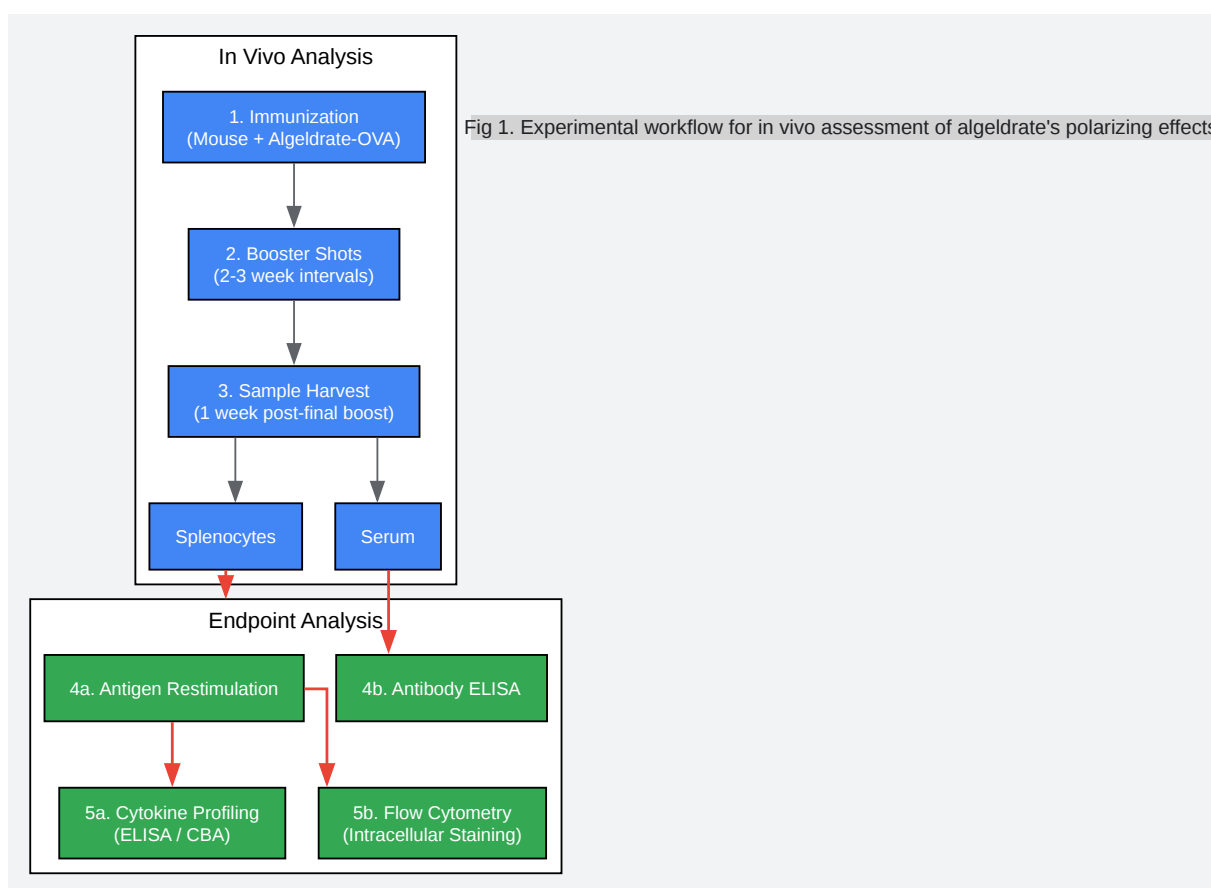 In Vivo Analysis
1. Immunization
(Mouse + Algeldrate-OVA)
Fig 1. Experimental workflow for in vivo assessment of algeldrate's polarizing effects
2. Booster Shots
(2-3 week intervals)
3. Sample Harvest
(1 week post-final boost)
Splenocytes
Serum
Endpoint Analysis
4a. Antigen Restimulation
4b. Antibody ELISA
5a. Cytokine Profiling
(ELISA / CBA)
5b. Flow Cytometry
(Intracellular Staining)